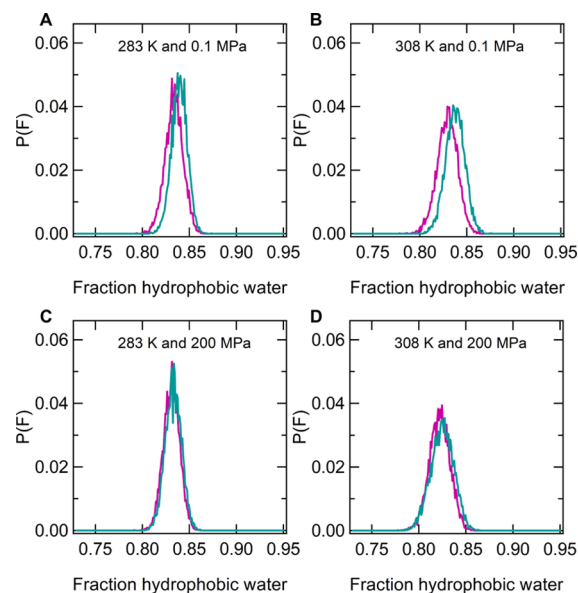 A
283 K and 0.1 MPa
P(F)
0.06
0.04
0.02
0.00
0.75 0.80 0.85 0.90 0.95
Fraction hydrophobic water
B
308 K and 0.1 MPa
P(F)
0.06
0.04
0.02
0.00
0.75 0.80 0.85 0.90 0.95
Fraction hydrophobic water
C
283 K and 200 MPa
P(F)
0.06
0.04
0.02
0.00
0.75 0.80 0.85 0.90 0.95
Fraction hydrophobic water
D
308 K and 200 MPa
P(F)
0.06
0.04
0.02
0.00
0.75 0.80 0.85 0.90 0.95
Fraction hydrophobic water